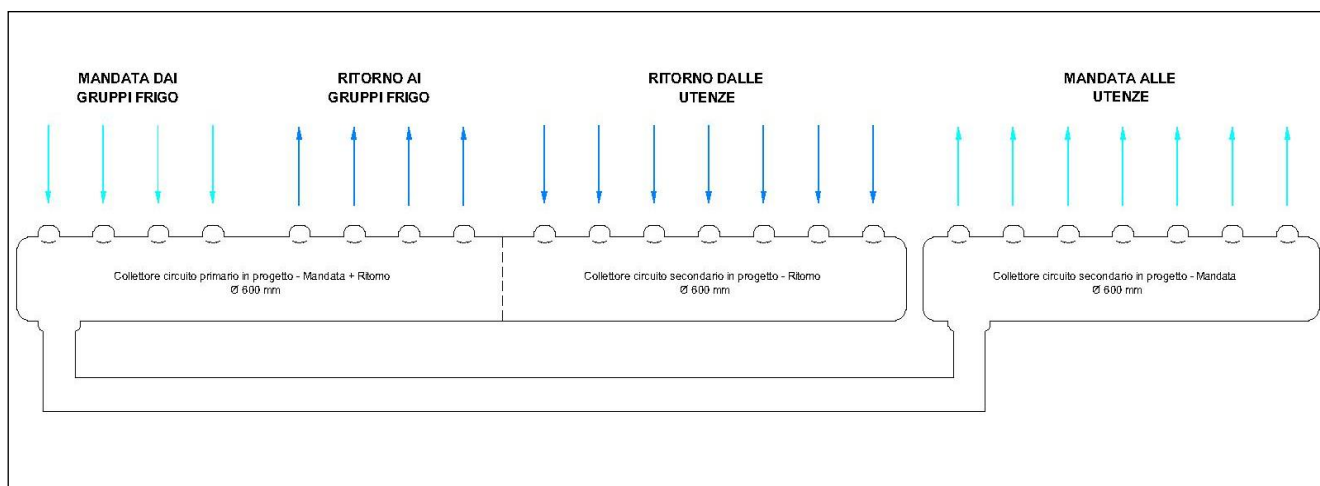 MANDATA DAI
GRUPPI FRIGO
RITORNO AI
GRUPPI FRIGO
RITORNO DALLE
UTENZE
MANDATA ALLE
UTENZE
Collettore circuito primario in progetto - Mandata + Ritorno
Ø 600 mm
Collettore circuito secondario in progetto - Ritorno
Ø 600 mm
Collettore circuito secondario in progetto - Mandata
Ø 600 mm